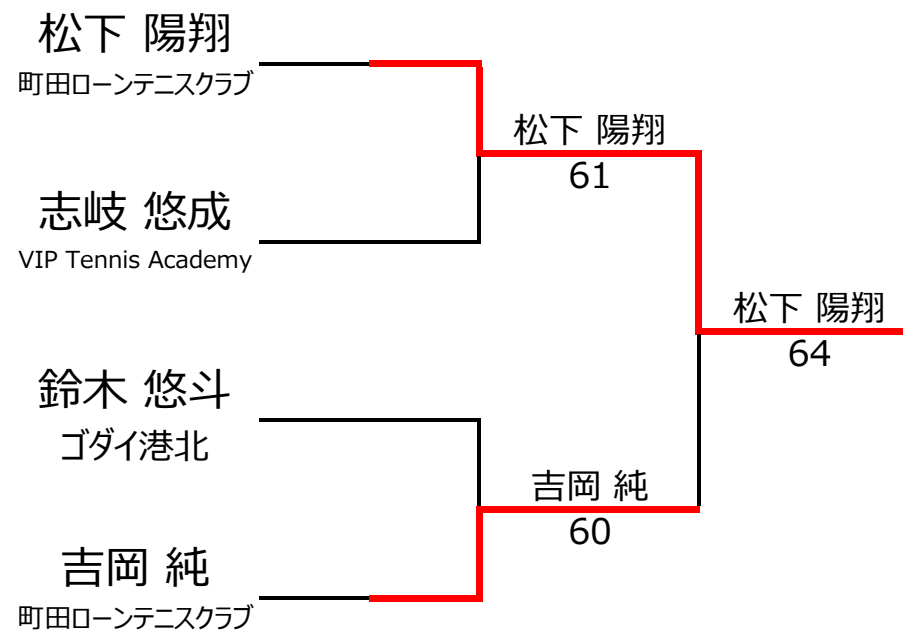 松下 陽翔
町田ローンテニスクラブ
松下 陽翔
61
志岐 悠成
VIP Tennis Academy
松下 陽翔
64
鈴木 悠斗
ゴダイ港北
吉岡 純
60
吉岡 純
町田ローンテニスクラブ